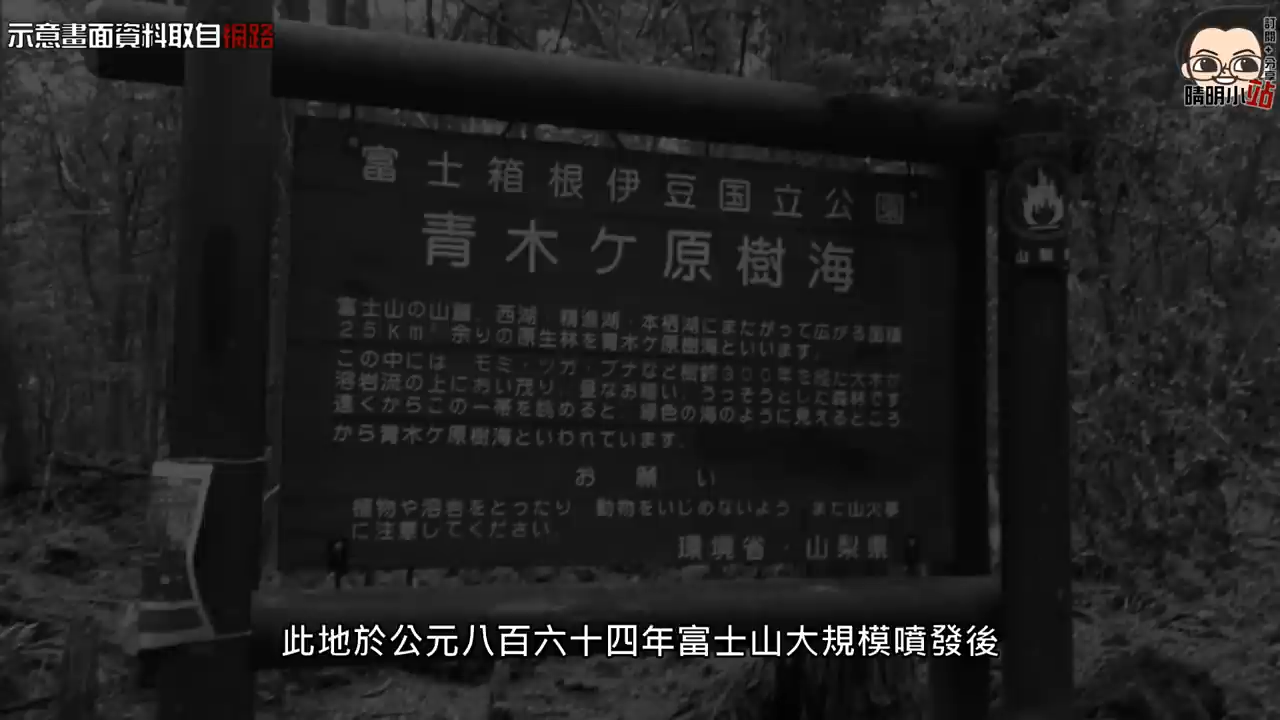 示意畫面資料取自網路
訂閱+分享
晴明小站
富士箱根伊豆国立公園
青木ケ原樹海
富士山の山麓、西湖・精進湖・本栖湖にまたがって広がる面積
25Km² 余りの原生林を青木ケ原樹海といいます。
この中には モミ・ツガ・ブナなど樹齢300年を経た大木が
溶岩流の上におい茂り、昼なお暗い、うっそうとした森林です
遠くからこの一帯を眺めると、緑色の海のように見えるところ
から青木ケ原樹海といわれています。
お願い
植物や溶岩をとったり 動物をいじめないよう また山火事
に注意してください。
環境省・山梨県
山梨
此地於公元八百六十四年富士山大規模噴發後